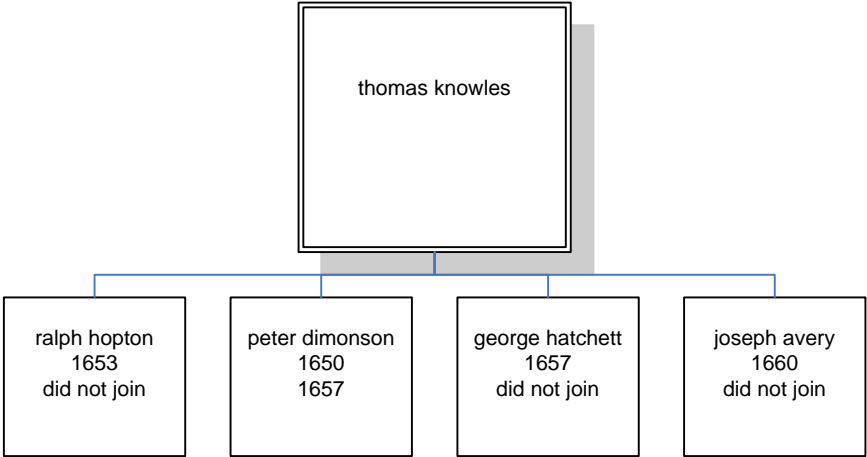 thomas knowles
ralph hopton
1653
did not join
peter dimonson
1650
1657
george hatchett
1657
did not join
joseph avery
1660
did not join